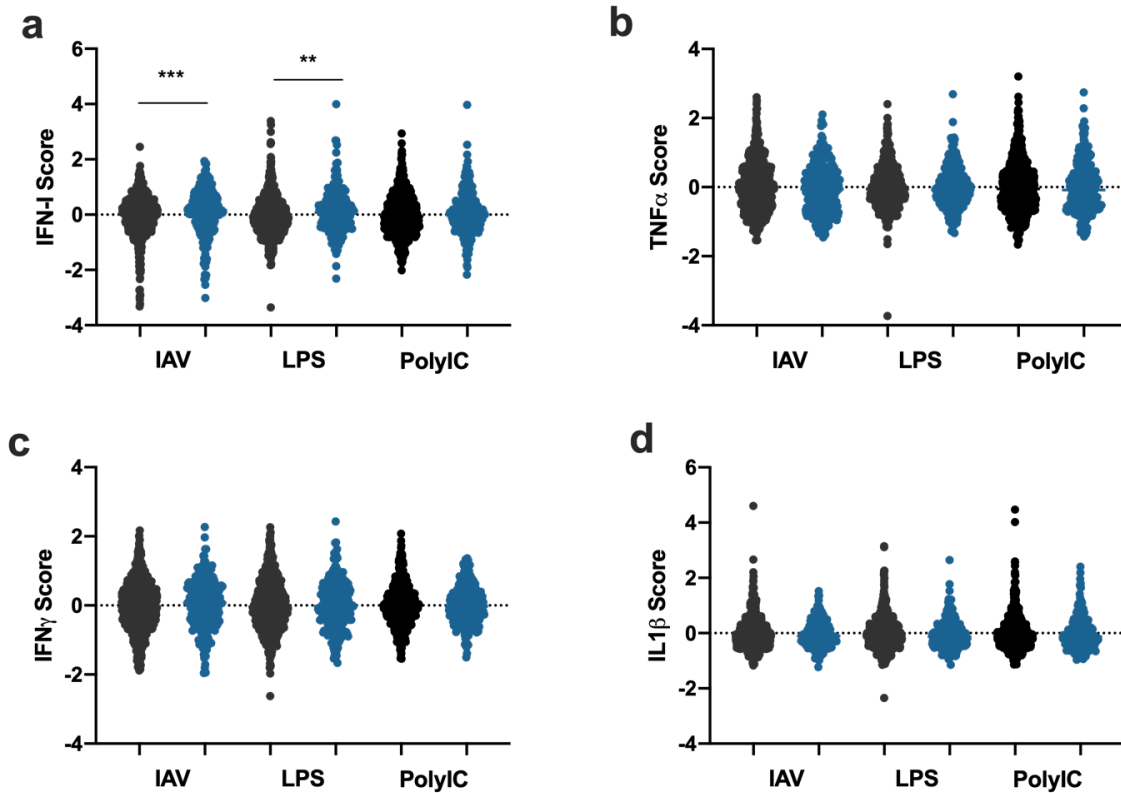 a
IFN-I Score
6
4
2
0
-2
-4
***
**
IAV LPS PolyIC
b
TNFα Score
4
2
0
-2
-4
IAV LPS PolyIC
c
IFNγ Score
4
2
0
-2
-4
IAV LPS PolyIC
d
IL1β Score
6
4
2
0
-2
-4
IAV LPS PolyIC